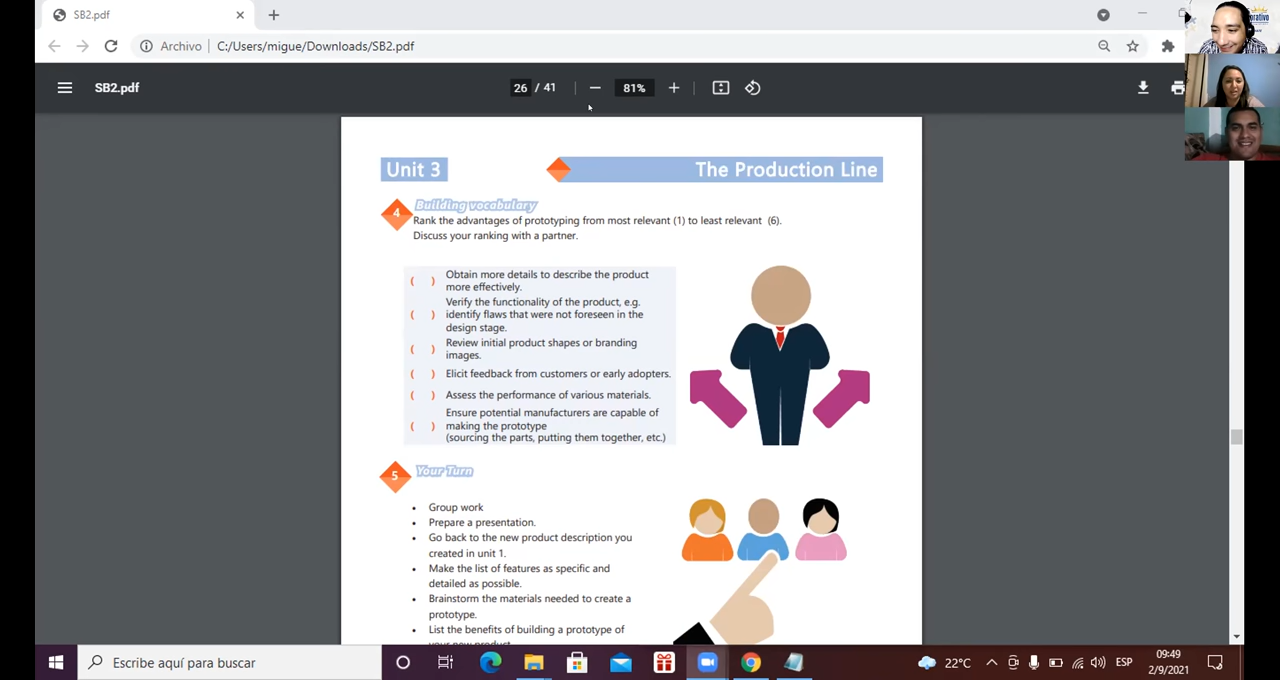 SB2.pdf
Archivo
C:/Users/migue/Downloads/SB2.pdf
SB2.pdf
26 / 41
81%
Unit 3
The Production Line
4
Building vocabulary
Rank the advantages of prototyping from most relevant (1) to least relevant (6).
Discuss your ranking with a partner.
( ) Obtain more details to describe the product
more effectively.
Verify the functionality of the product, e.g.
( ) identify flaws that were not foreseen in the
design stage.
( ) Review initial product shapes or branding
images.
( ) Elicit feedback from customers or early adopters.
( ) Assess the performance of various materials.
Ensure potential manufacturers are capable of
( ) making the prototype
(sourcing the parts, putting them together, etc.)
5
Your Turn
• Group work
• Prepare a presentation.
• Go back to the new product description you
created in unit 1.
• Make the list of features as specific and
detailed as possible.
• Brainstorm the materials needed to create a
prototype.
• List the benefits of building a prototype of
your new product
Escribe aquí para buscar
22°C
ESP
09:49
2/9/2021